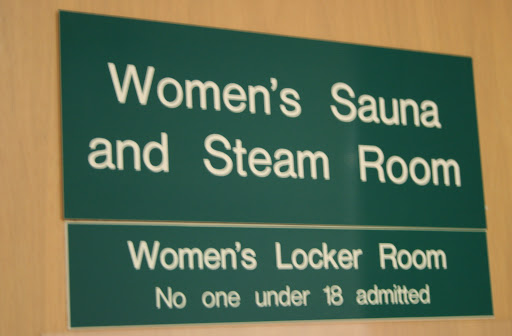 Women's Sauna
and Steam Room
Women's Locker Room
No one under 18 admitted